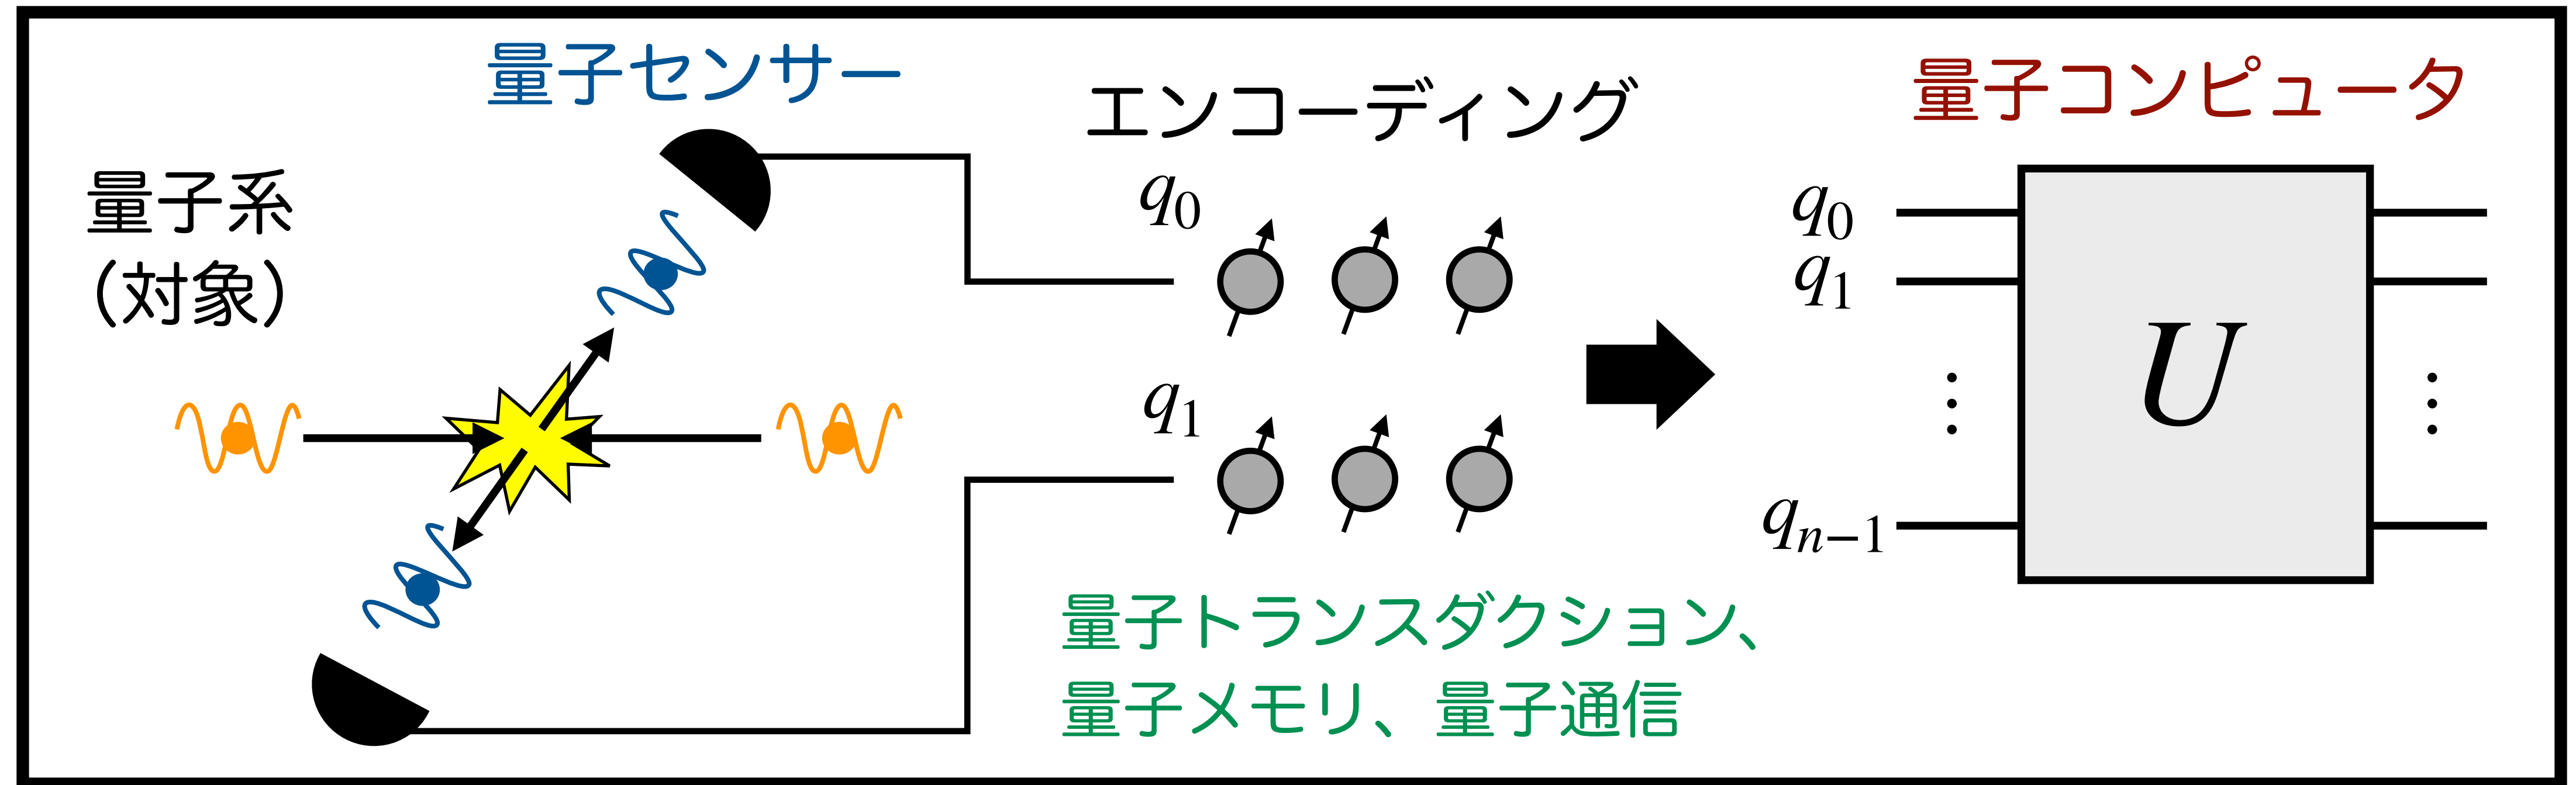 量子センサー
量子系
(対象)
エンコーディング
q0
q1
量子トランスダクション、
量子メモリ、量子通信
量子コンピュータ
q0
q1
⋮
qn−1
U
⋮